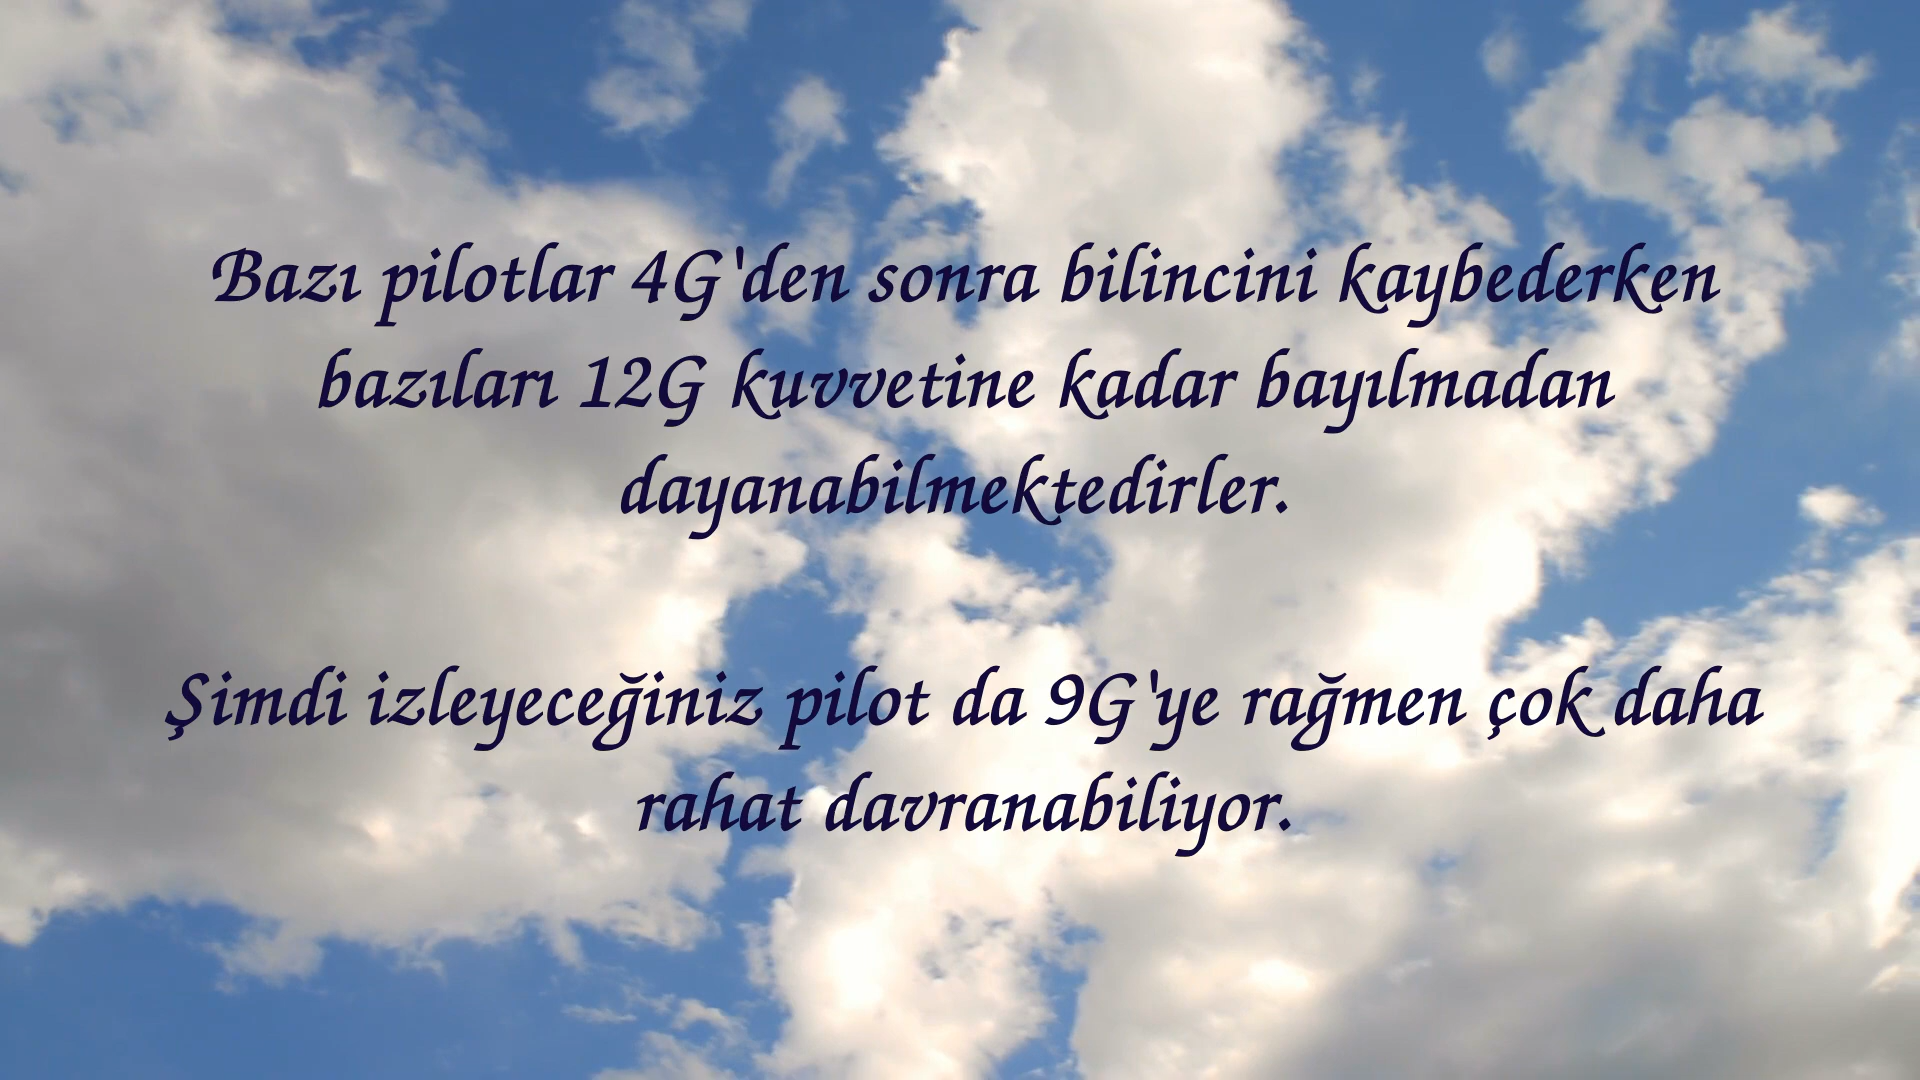 Bazı pilotlar 4G'den sonra bilincini kaybederken
bazıları 12G kuvvetine kadar bayılmadan
dayanabilmektedirler.
Şimdi izleyeceğiniz pilot da 9G'ye rağmen çok daha
rahat davranabiliyor.